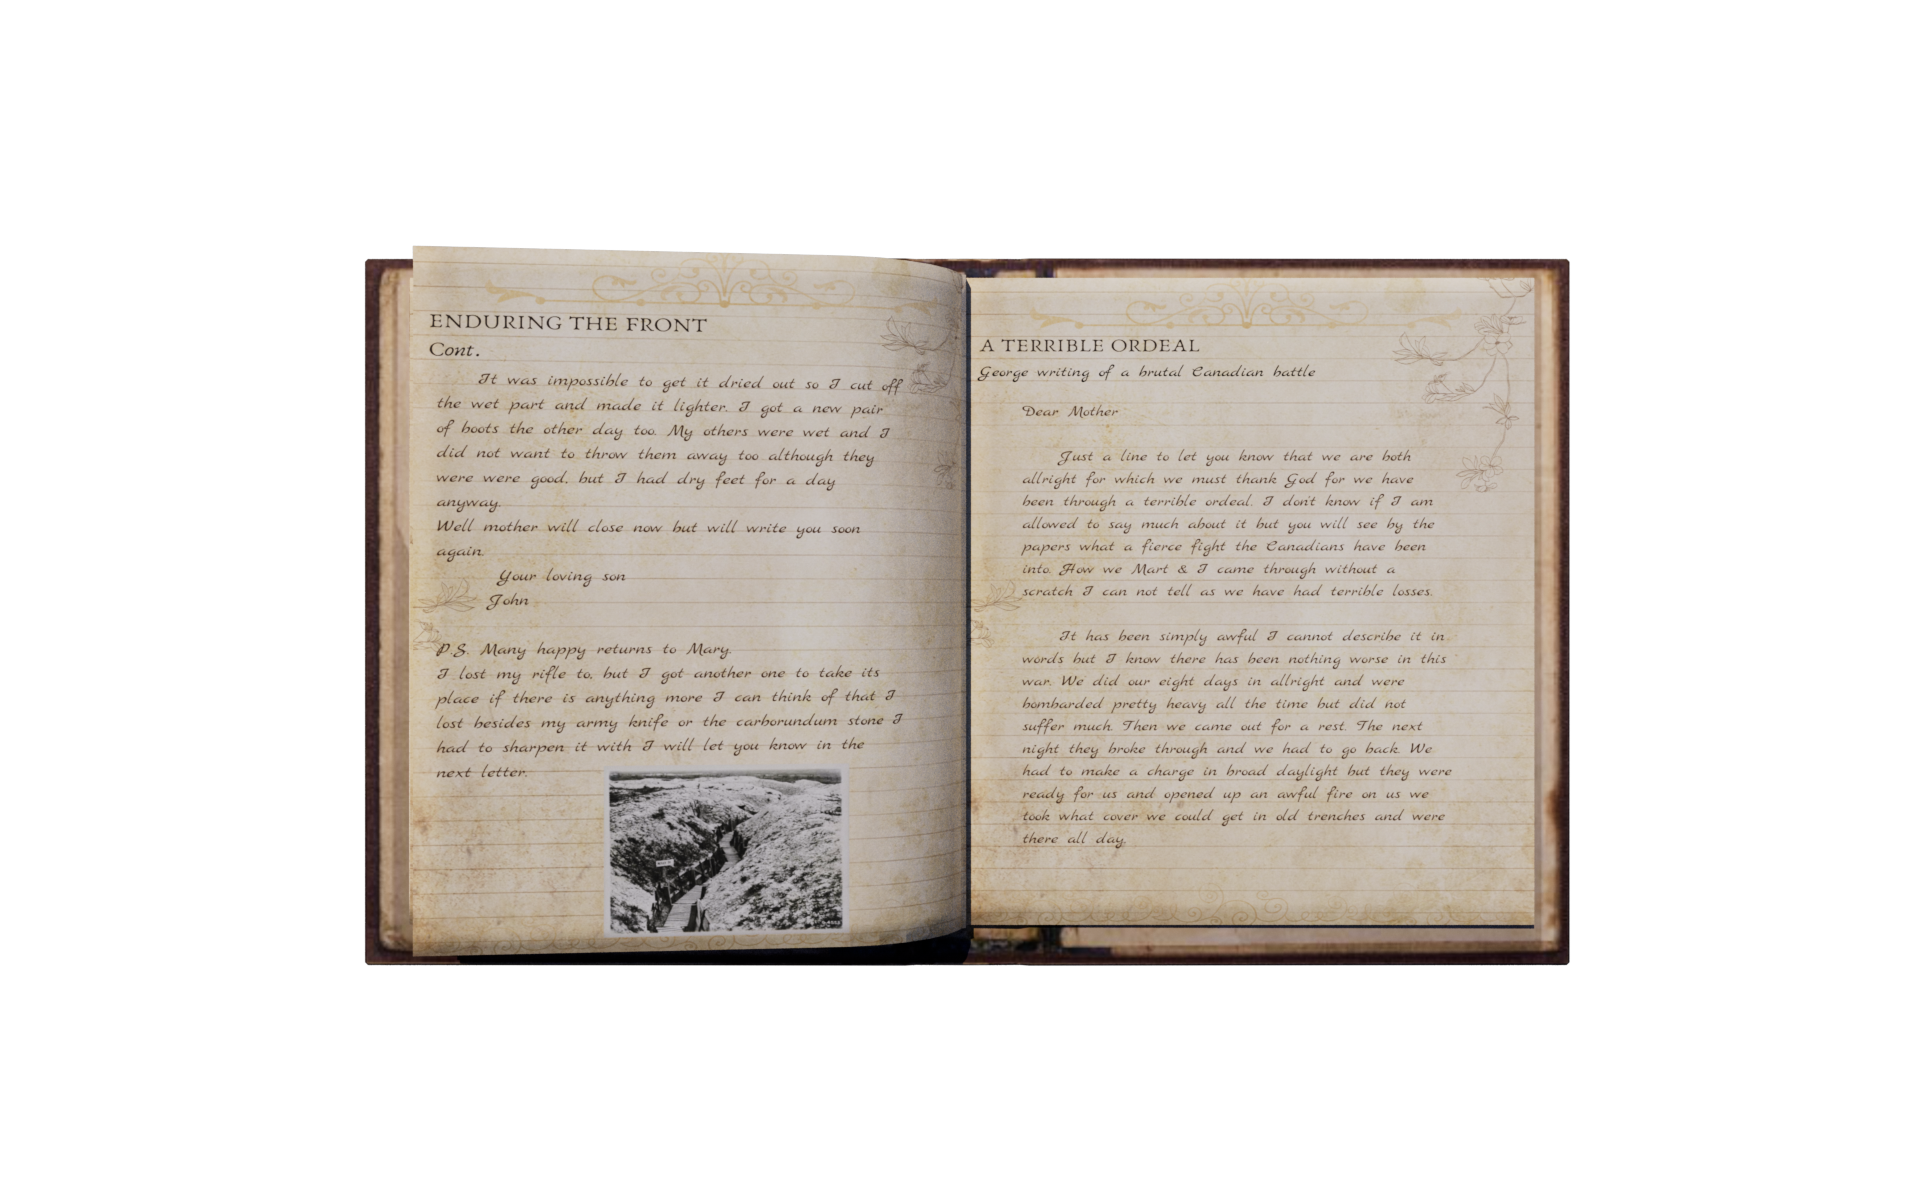 ENDURING THE FRONT
Cont.
It was impossible to get it dried out so I cut off
the wet part and made it lighter. I got a new pair
of boots the other day too. My others were wet and I
did not want to throw them away too although they
were were good, but I had dry feet for a day
anyway.
Well mother will close now but will write you soon
again.
Your loving son
John
P.S. Many happy returns to Mary.
I lost my rifle to, but I got another one to take its
place if there is anything more I can think of that I
lost besides my army knife or the carborundum stone I
had to sharpen it with I will let you know in the
next letter.
A TERRIBLE ORDEAL
George writing of a brutal Canadian battle
Dear Mother
Just a line to let you know that we are both
allright for which we must thank God for we have
been through a terrible ordeal. I don't know if I am
allowed to say much about it but you will see by the
papers what a fierce fight the Canadians have been
into. How we Mart & I came through without a
scratch I can not tell as we have had terrible losses.
It has been simply awful I cannot describe it in
words but I know there has been nothing worse in this
war. We did our eight days in allright and were
bombarded pretty heavy all the time but did not
suffer much. Then we came out for a rest. The next
night they broke through and we had to go back. We
had to make a charge in broad daylight but they were
ready for us and opened up an awful fire on us we
took what cover we could get in old trenches and were
there all day.